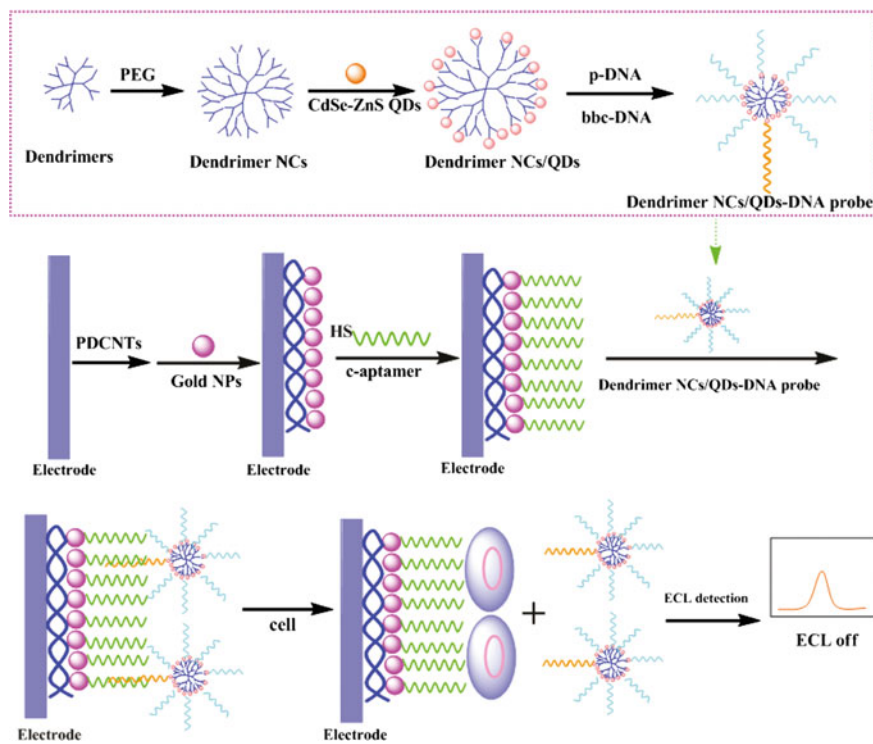 PEG
CdSe-ZnS QDs
p-DNA
bbc-DNA
Dendrimers
Dendrimer NCs
Dendrimer NCs/QDs
Dendrimer NCs/QDs-DNA probe
PDCNTs
Gold NPs
HS
c-aptamer
Dendrimer NCs/QDs-DNA probe
Electrode
Electrode
Electrode
cell
ECL detection
ECL off
Electrode
Electrode